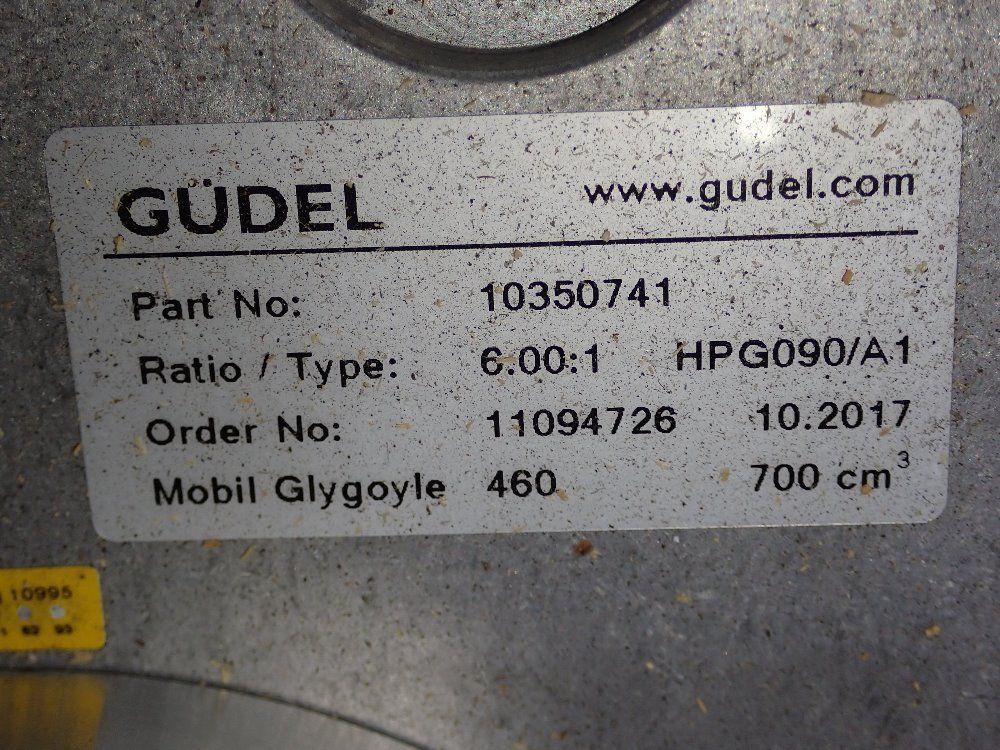 GÜDEL www.gudel.com
Part No: 10350741
Ratio / Type: 6.00:1 HPG090/A1
Order No: 11094726 10.2017
Mobil Glygoyle 460 700 cm³
10995